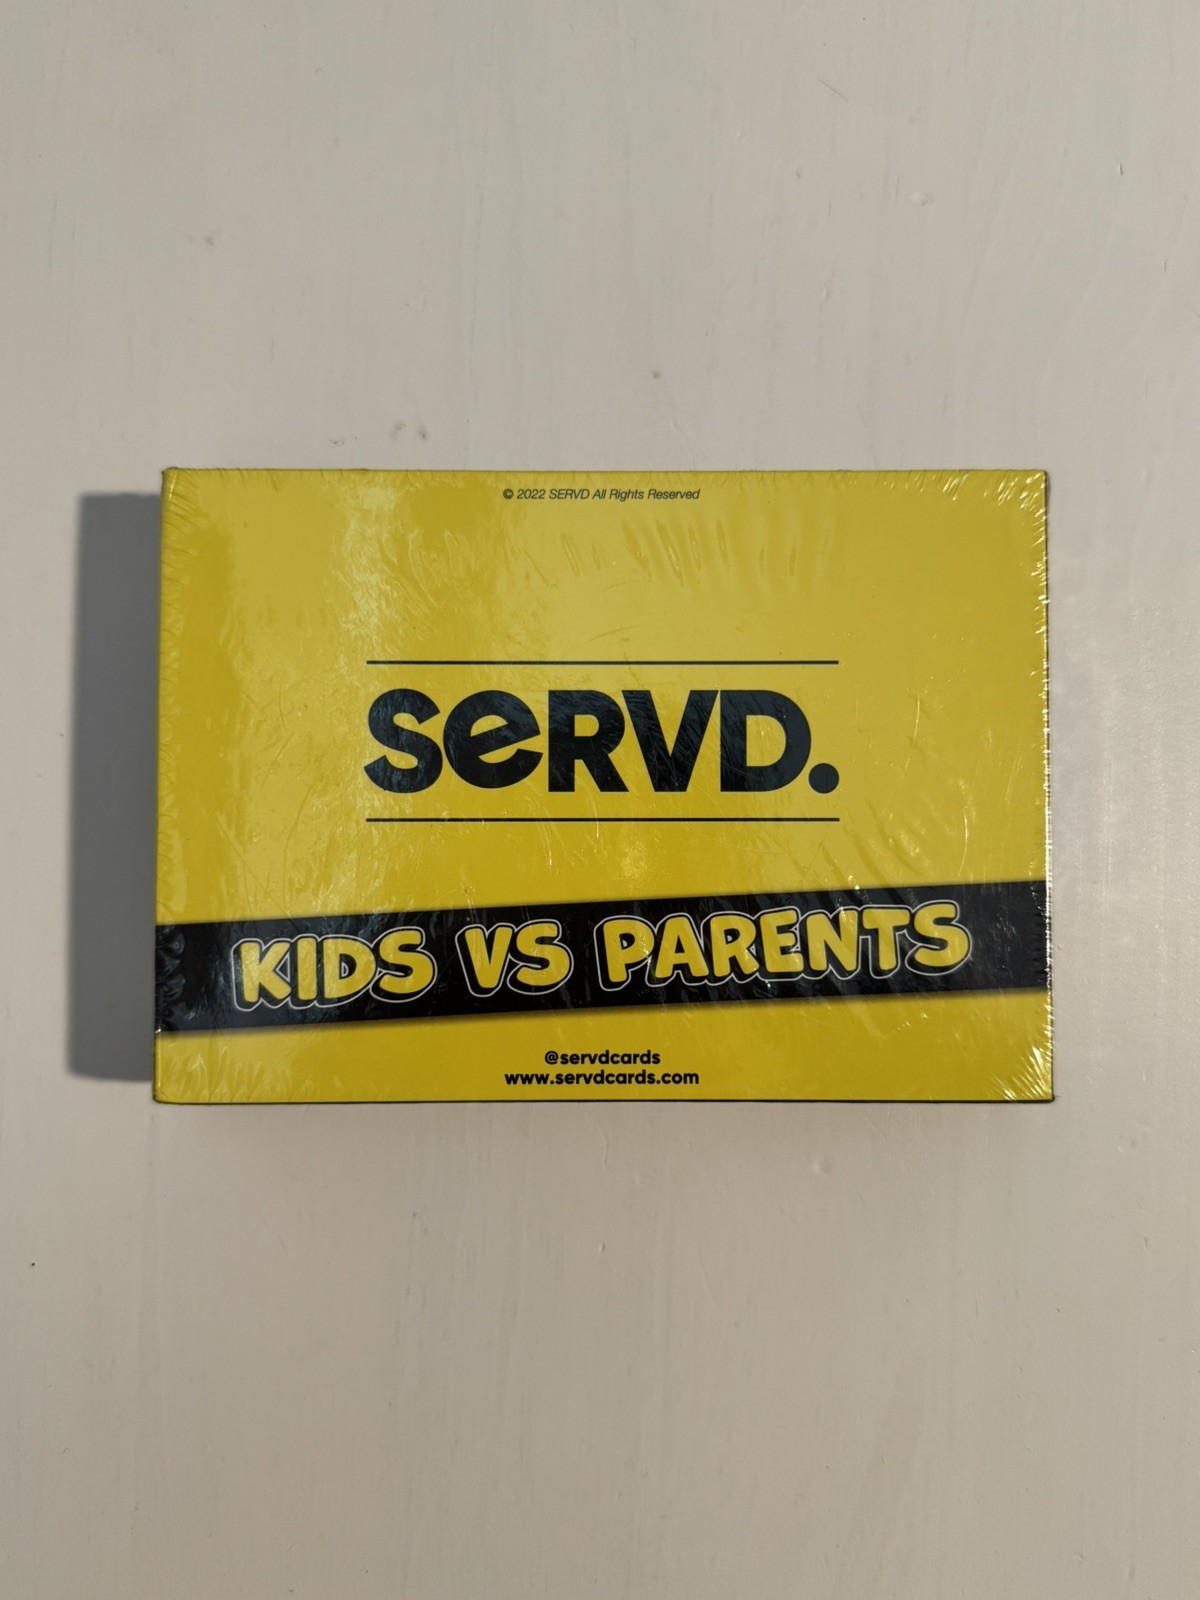 © 2022 SERVD All Rights Reserved
SeRVD.
KIDS VS PARENTS
@servdcards
www.servdcards.com